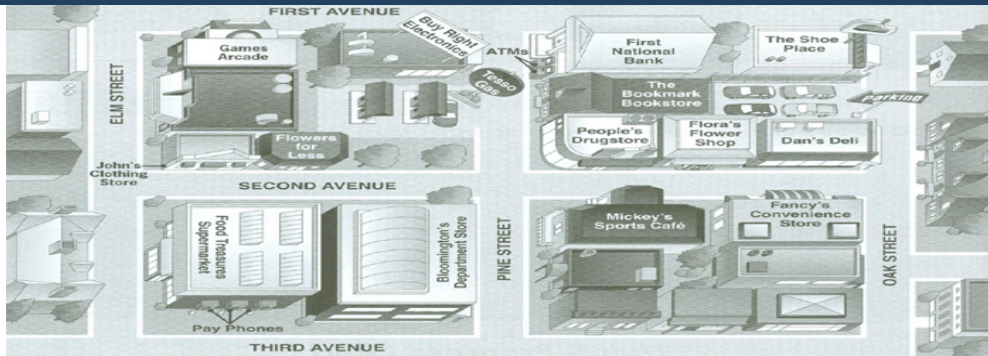 FIRST AVENUE
Games
Arcade
Buy Right
Electronics
ATMs
First
National
Bank
The Shoe
Place
ELM STREET
Tesso
Gas
The
Bookmark
Bookstore
Parking
Flowers
for
Less
People's
Drugstore
Flora's
Flower
Shop
Dan's Deli
John's
Clothing
Store
SECOND AVENUE
Food Treasures
Supermarket
Bloomington's
Department Store
PINE STREET
Mickey's
Sports Café
Fancy's
Convenience
Store
OAK STREET
Pay Phones
THIRD AVENUE